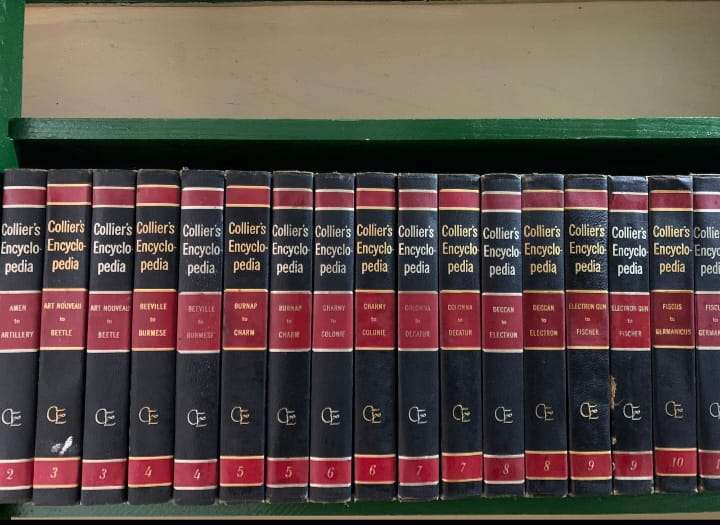 Collier's
Encyclo-
pedia
AMEN
to
ARTILLERY
2
Collier's
Encyclo-
pedia
ART NOUVEAU
to
BEETLE
3
Collier's
Encyclo-
pedia
ART NOUVEAU
to
BEETLE
3
Collier's
Encyclo-
pedia
BEEVILLE
to
BURMESE
4
Collier's
Encyclo-
pedia
BEEVILLE
to
BURMESE
4
Collier's
Encyclo-
pedia
BURNAP
to
CHARM
5
Collier's
Encyclo-
pedia
BURNAP
to
CHARM
5
Collier's
Encyclo-
pedia
CHARNY
to
COLONIE
6
Collier's
Encyclo-
pedia
CHARNY
to
COLONIE
6
Collier's
Encyclo-
pedia
COLONNA
to
DECATUR
7
Collier's
Encyclo-
pedia
COLONNA
to
DECATUR
7
Collier's
Encyclo-
pedia
DECCAN
to
ELECTRON
8
Collier's
Encyclo-
pedia
DECCAN
to
ELECTRON
8
Collier's
Encyclo-
pedia
ELECTRON GUN
to
FISCHER
9
Collier's
Encyclo-
pedia
ELECTRON GUN
to
FISCHER
9
Collier's
Encyclo-
pedia
FISCUS
to
GERMANICUS
10